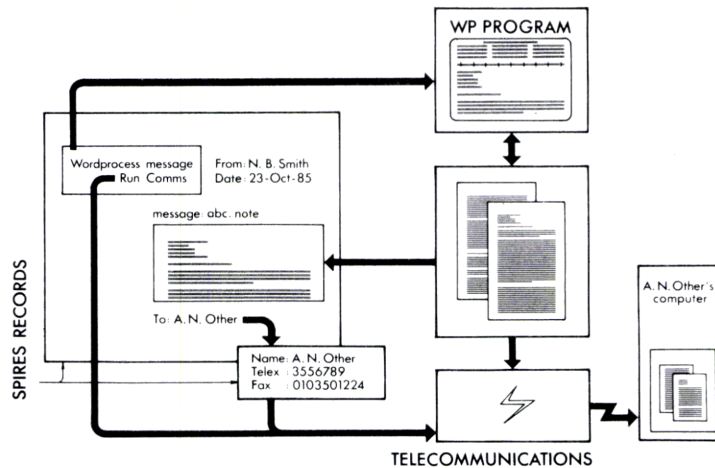 WP PROGRAM
Wordprocess message
Run Comms
From: N. B. Smith
Date: 23-Oct-85
message: abc. note
To: A. N. Other
Name: A. N. Other
Telex : 3556789
Fax : 0103501224
SPIRES RECORDS
TELECOMMUNICATIONS
A. N. Other's
computer